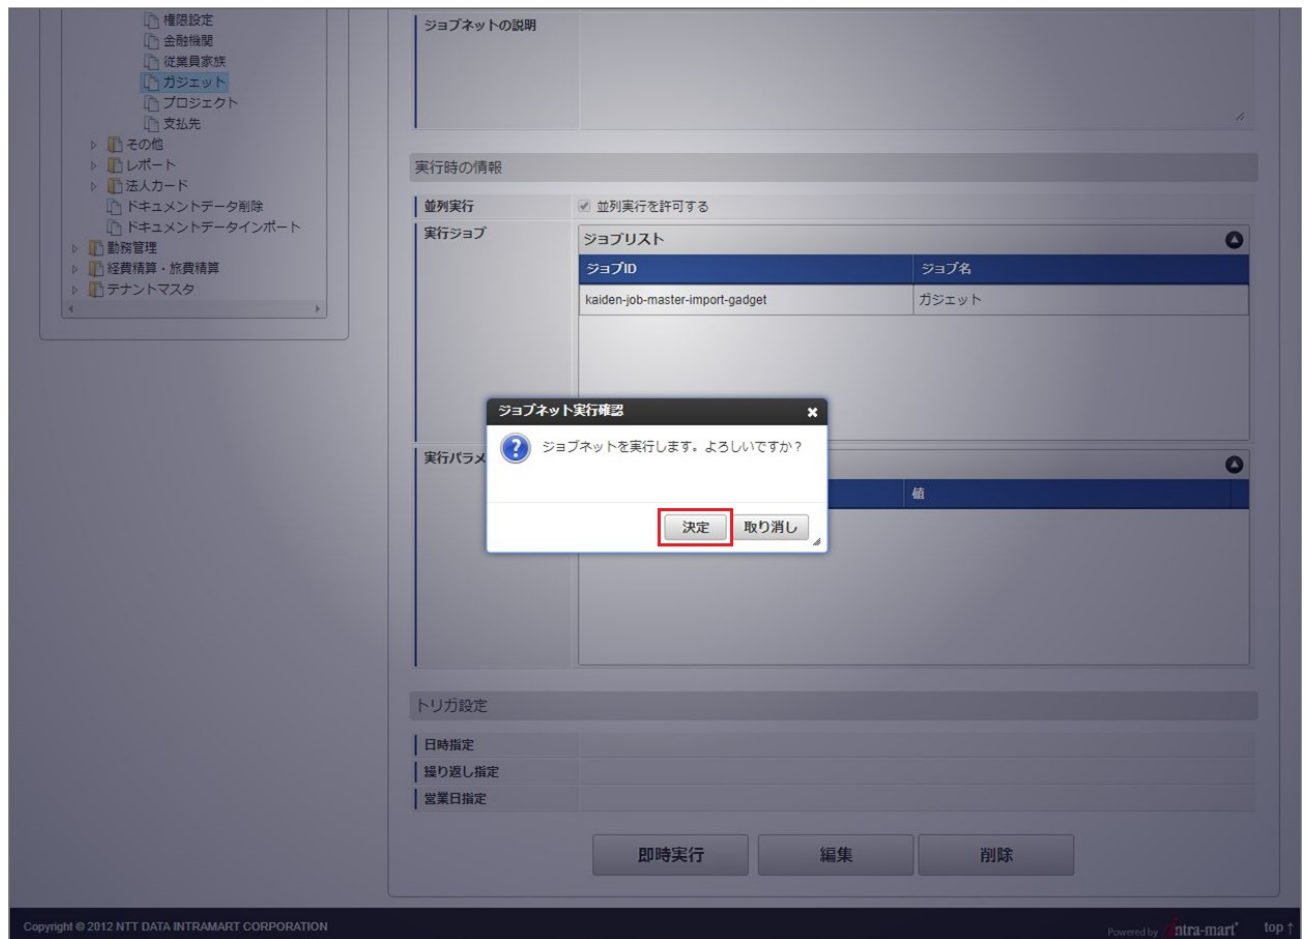 権限設定
金融機関
従業員家族
ガジェット
プロジェクト
支払先
その他
レポート
法人カード
ドキュメントデータ削除
ドキュメントデータインポート
勤務管理
経費精算・旅費精算
テナントマスタ
ジョブネットの説明
実行時の情報
並列実行
並列実行を許可する
実行ジョブ
ジョブリスト
ジョブID ジョブ名
kaiden-job-master-import-gadget ガジェット
ジョブネット実行確認
ジョブネットを実行します。よろしいですか？
決定 取り消し
実行パラメ
値
トリガ設定
日時指定
繰り返し指定
営業日指定
即時実行 編集 削除
Copyright © 2012 NTT DATA INTRAMART CORPORATION
Powered by intra-mart
top ↑